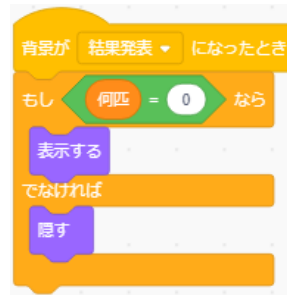 背景が 結果発表 になったとき
もし 何匹 = 0 なら
表示する
でなければ
隠す